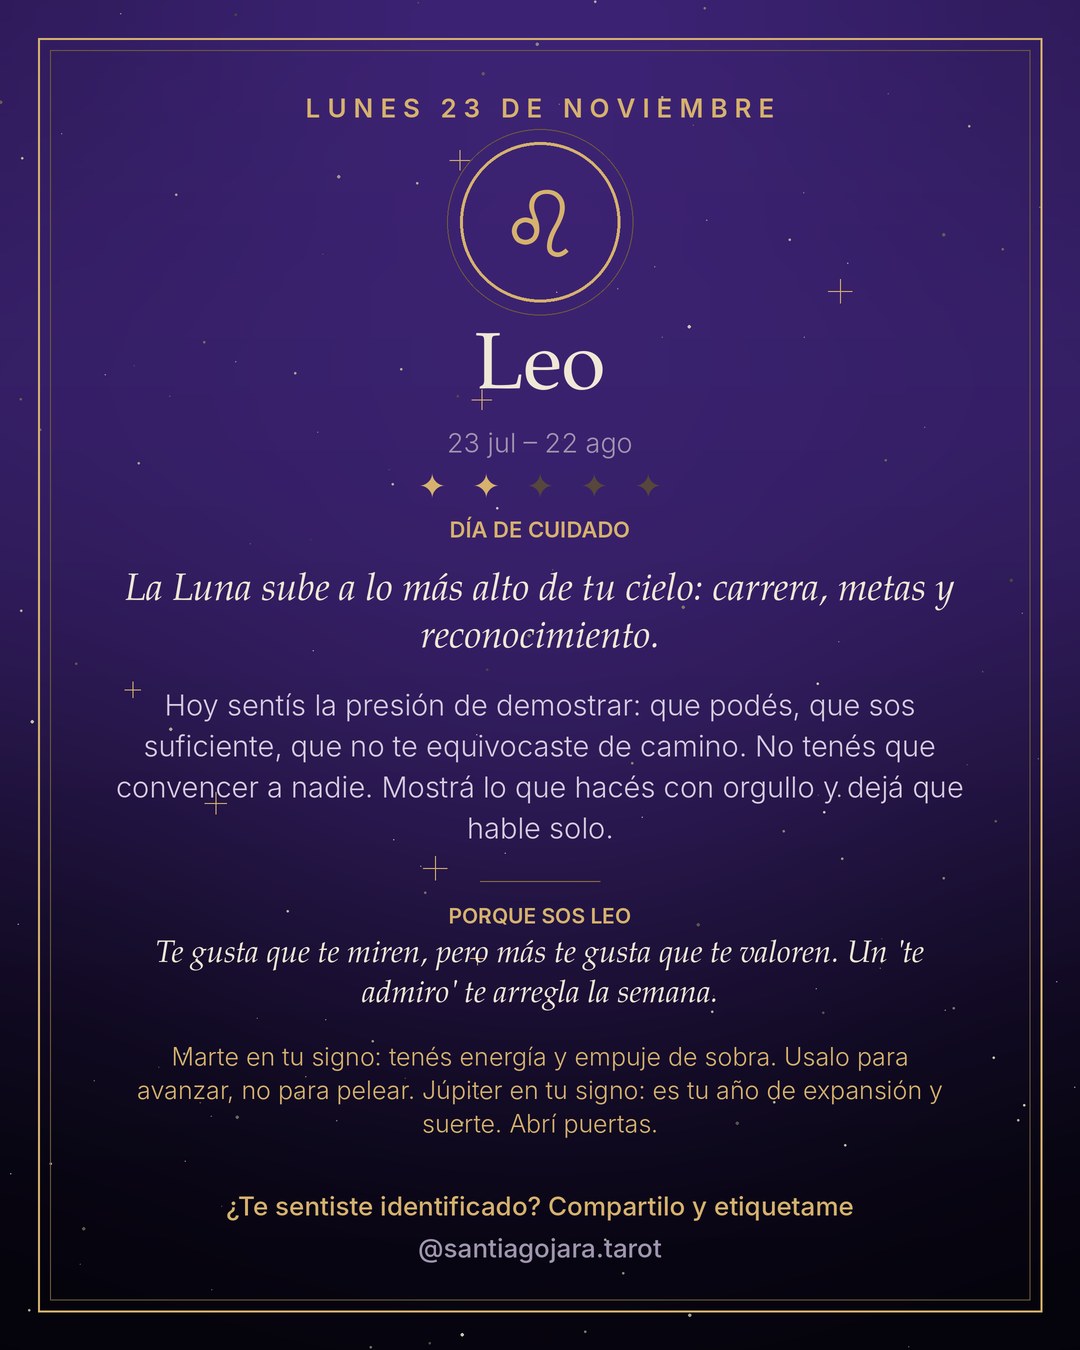 LUNES 23 DE NOVIEMBRE
♌
Leo
23 jul – 22 ago
✦ ✦ ✦ ✦ ✦
DÍA DE CUIDADO
La Luna sube a lo más alto de tu cielo: carrera, metas y
reconocimiento.
Hoy sentís la presión de demostrar: que podés, que sos
suficiente, que no te equivocaste de camino. No tenés que
convencer a nadie. Mostrá lo que hacés con orgullo y dejá que
hable solo.
PORQUE SOS LEO
Te gusta que te miren, pero más te gusta que te valoren. Un 'te
admiro' te arregla la semana.
Marte en tu signo: tenés energía y empuje de sobra. Usalo para
avanzar, no para pelear. Júpiter en tu signo: es tu año de expansión y
suerte. Abrí puertas.
¿Te sentiste identificado? Compartilo y etiquetame
@santiagojara.tarot